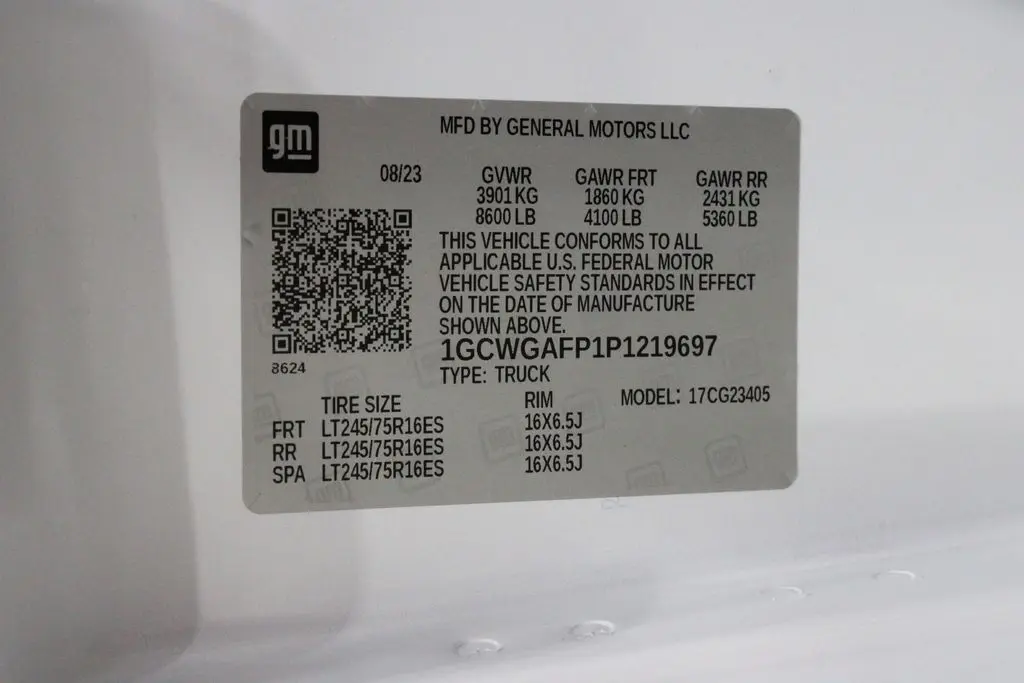 gm
MFD BY GENERAL MOTORS LLC
08/23 GVWR GAWR FRT GAWR RR
3901 KG 1860 KG 2431 KG
8600 LB 4100 LB 5360 LB
THIS VEHICLE CONFORMS TO ALL
APPLICABLE U.S. FEDERAL MOTOR
VEHICLE SAFETY STANDARDS IN EFFECT
ON THE DATE OF MANUFACTURE
SHOWN ABOVE.
8624
1GCWGAFP1P1219697
TYPE: TRUCK
TIRE SIZE RIM MODEL: 17CG23405
FRT LT245/75R16ES 16X6.5J
RR LT245/75R16ES 16X6.5J
SPA LT245/75R16ES 16X6.5J